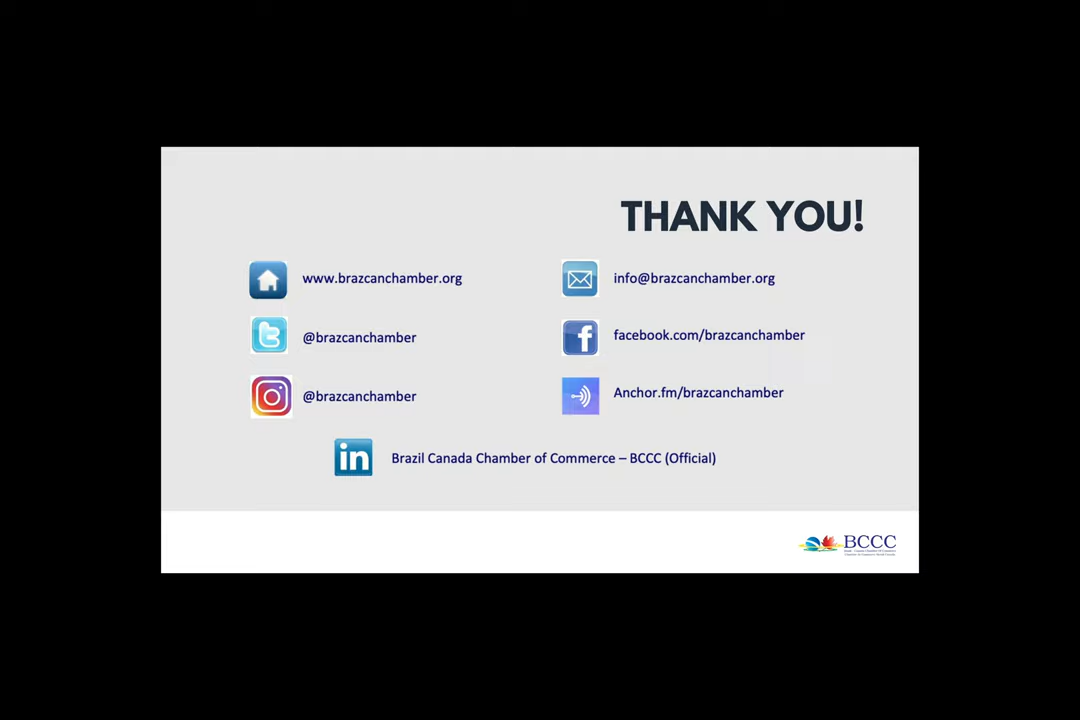 THANK YOU!
www.brazcanchamber.org
info@brazcanchamber.org
@brazcanchamber
facebook.com/brazcanchamber
@brazcanchamber
Anchor.fm/brazcanchamber
in
Brazil Canada Chamber of Commerce – BCCC (Official)
BCCC